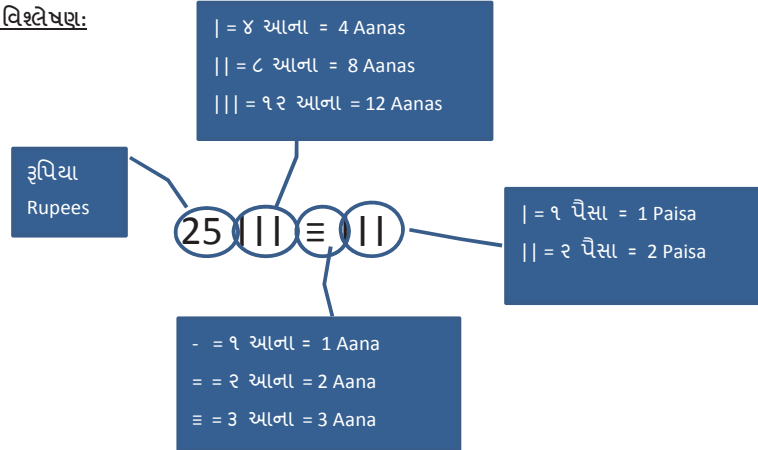 વિશ્લેષણ:
| = ૪ આના = 4 Aanas
|| = ૮ આના = 8 Aanas
||| = ૧૨ આના = 12 Aanas
રૂપિયા
Rupees
25 ||| ≡ ||
| = ૧ પૈસા = 1 Paisa
|| = ૨ પૈસા = 2 Paisa
- = ૧ આના = 1 Aana
= = ૨ આના = 2 Aana
≡ = ૩ આના = 3 Aana